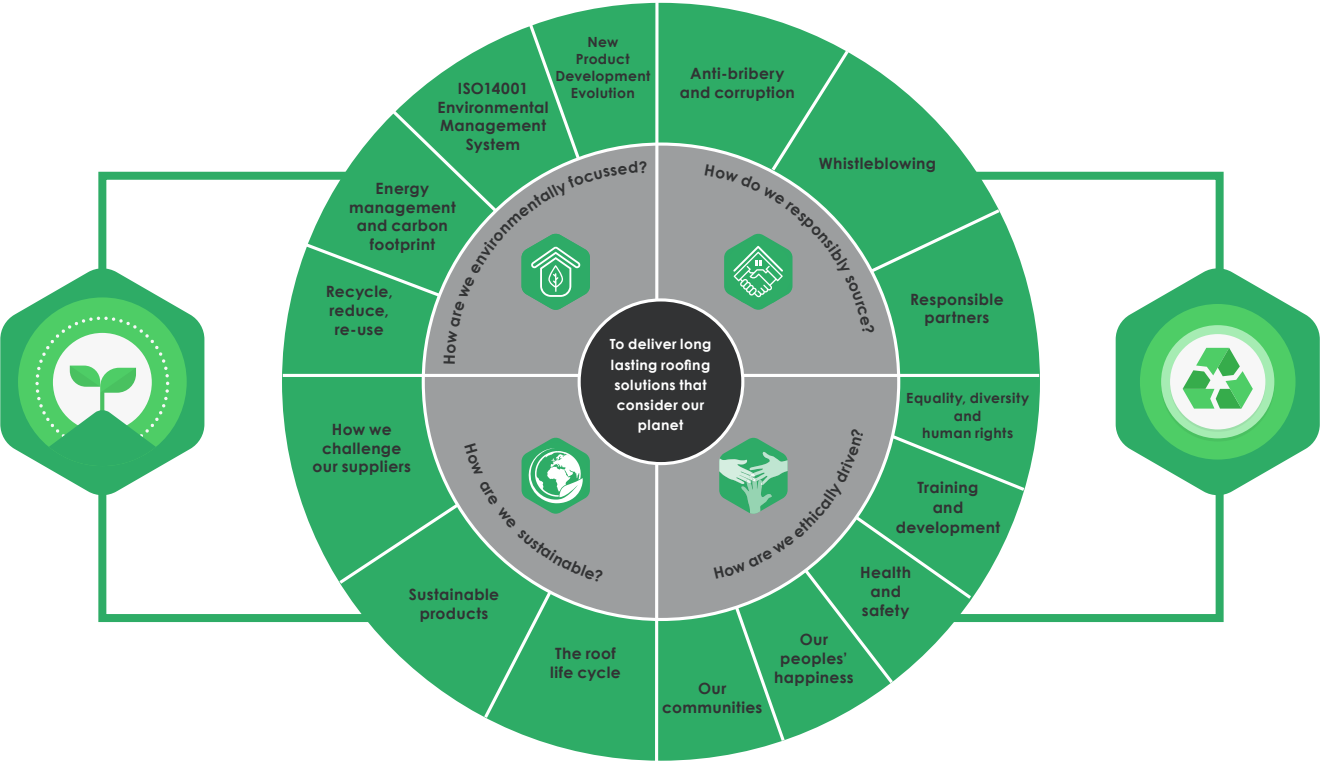 New
Product
Development
Evolution
Anti-bribery
and corruption
ISO14001
Environmental
Management
System
Whistleblowing
How are we environmentally focussed?
How do we responsibly source?
Energy
management
and carbon
footprint
Recycle,
reduce,
re-use
Responsible
partners
To deliver long
lasting roofing
solutions that
consider our
planet
Equality, diversity
and
human rights
How we
challenge
our suppliers
How are we sustainable?
How are we ethically driven?
Training
and
development
Health
and
safety
Sustainable
products
The roof
life cycle
Our
peoples'
happiness
Our
communities